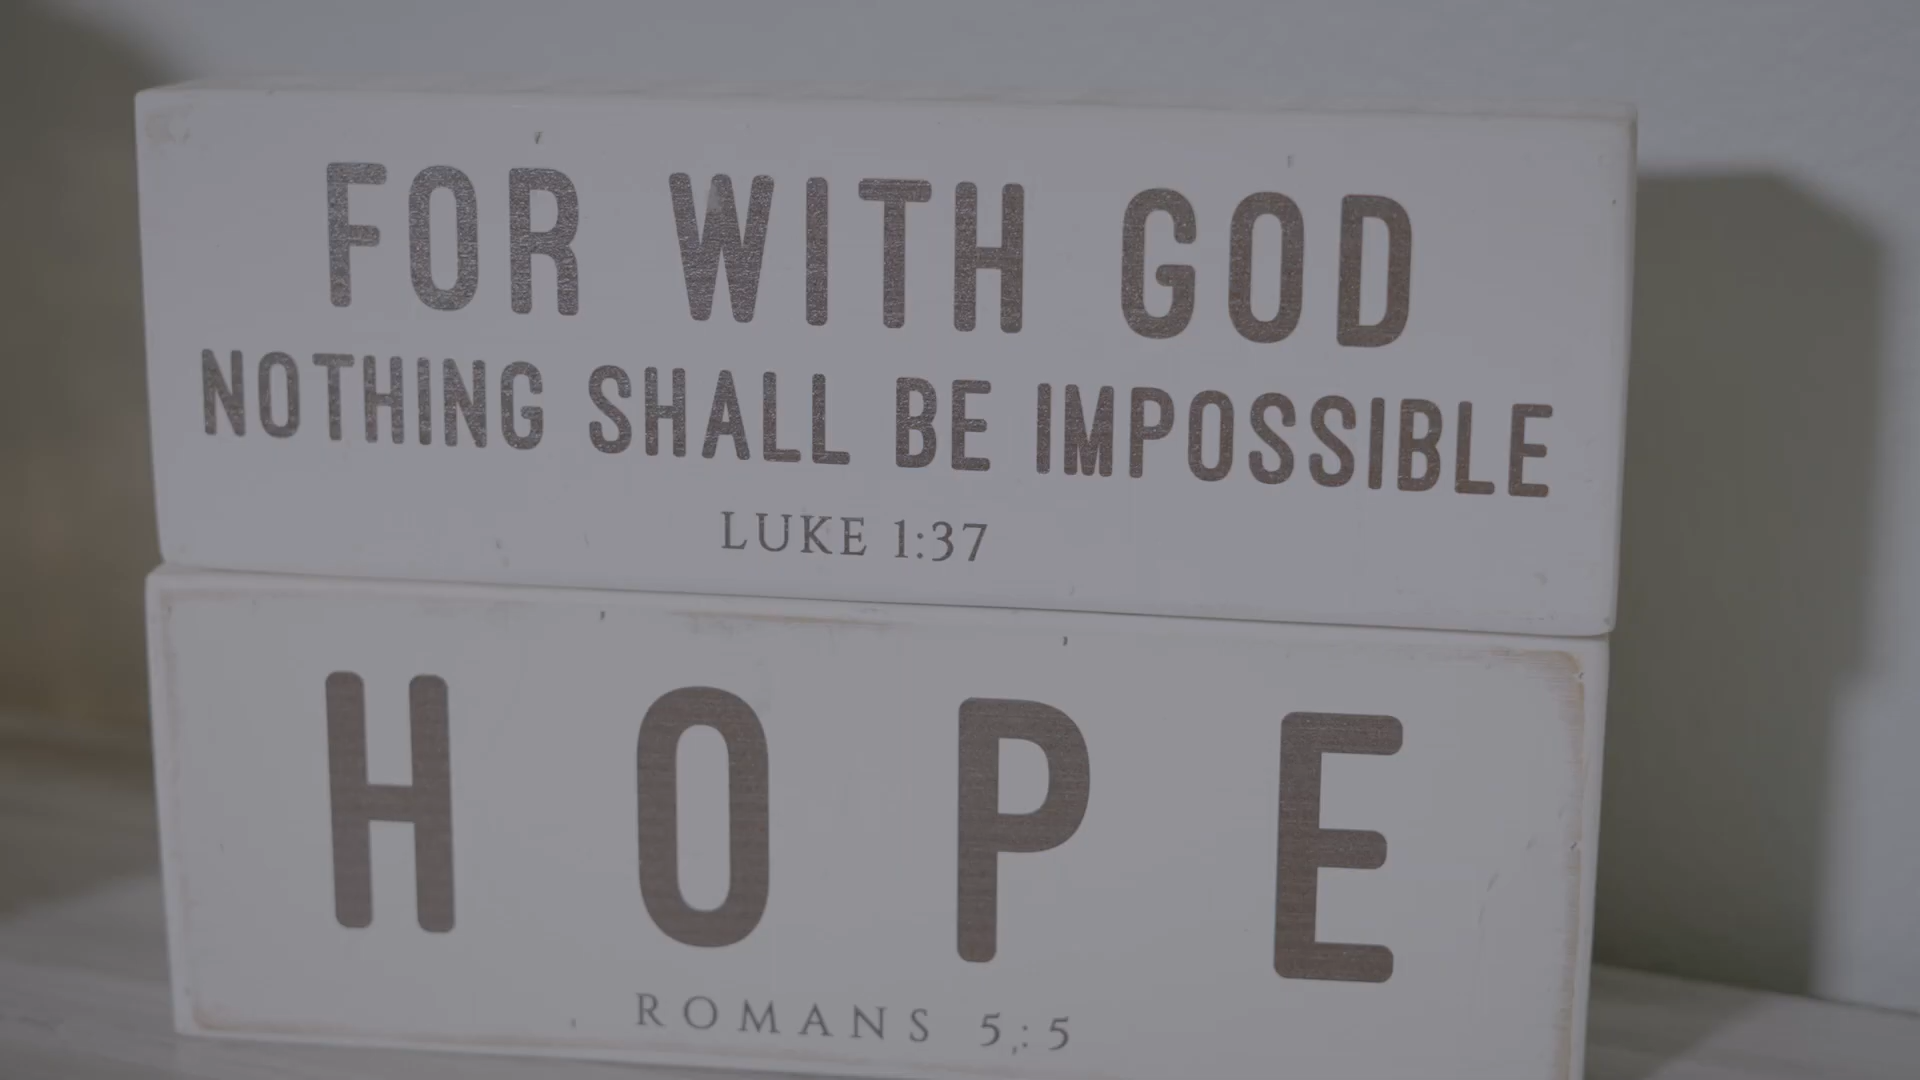 FOR WITH GOD
NOTHING SHALL BE IMPOSSIBLE
LUKE 1:37
HOPE
ROMANS 5:5